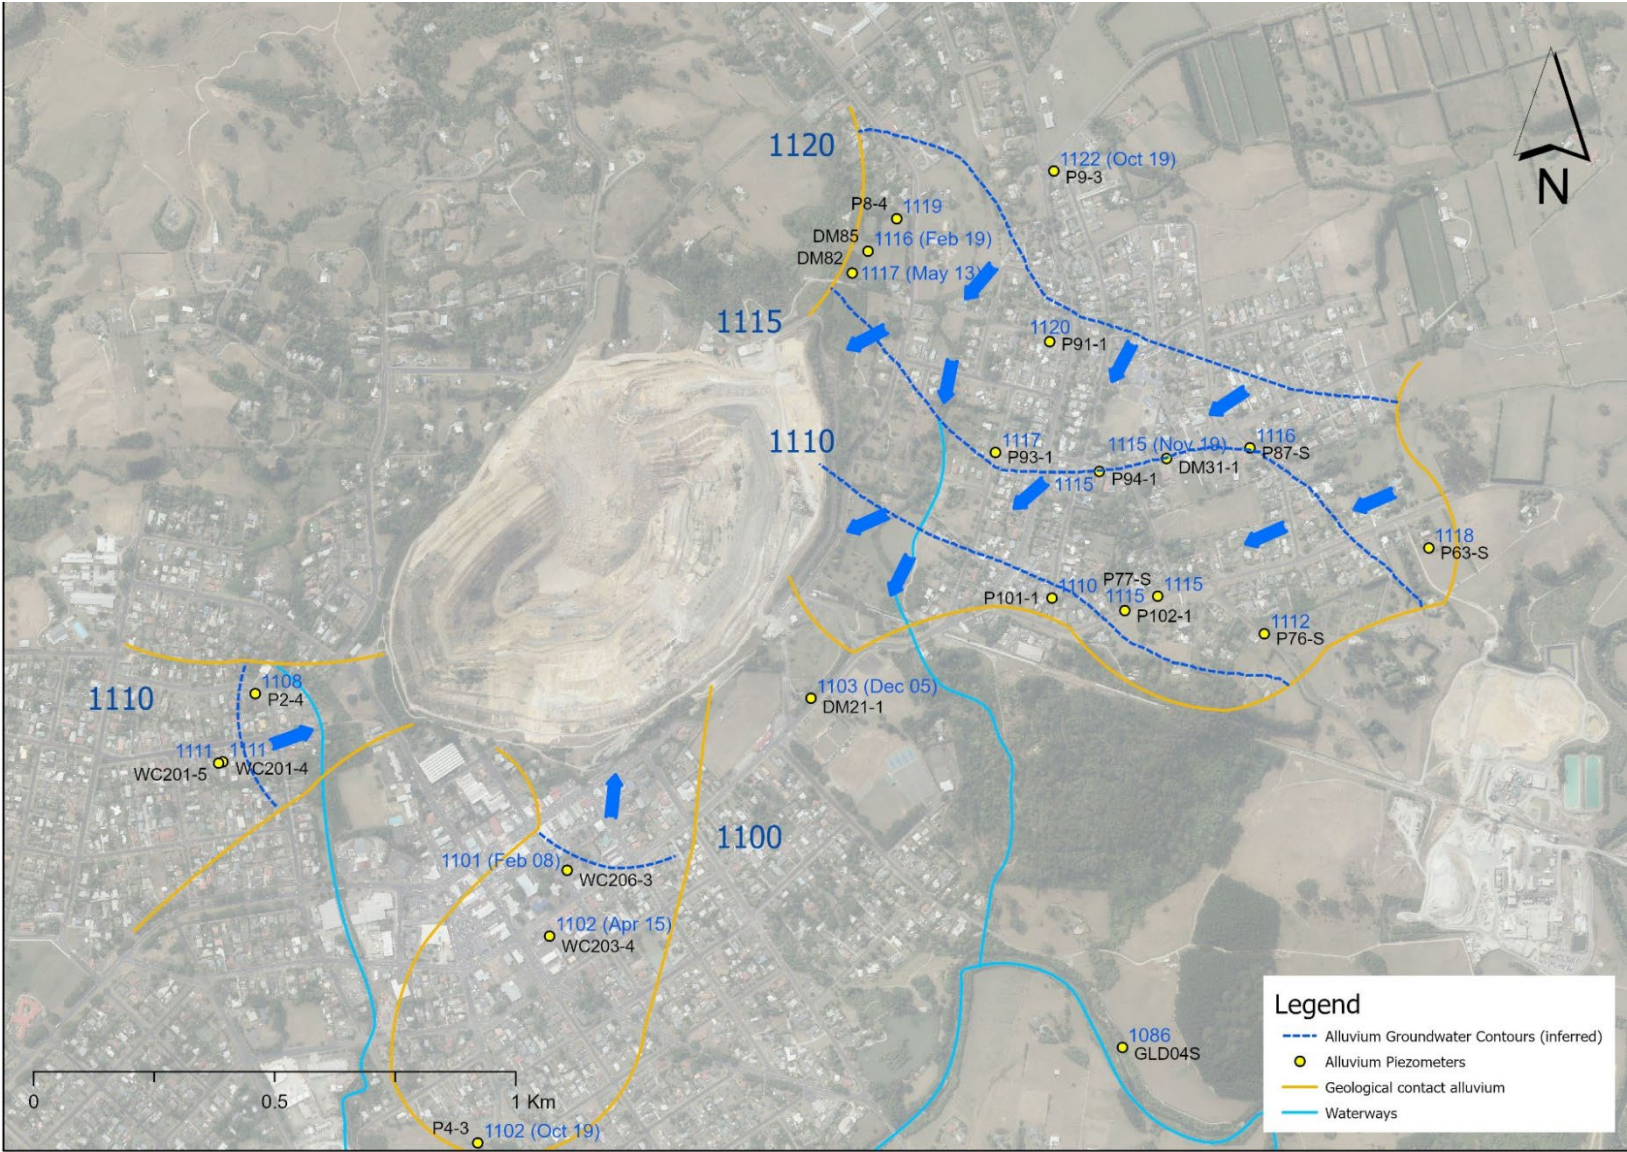 1120
1122 (Oct 19)
P9-3
P8-4
1119
DM85
1116 (Feb 19)
DM82
1117 (May 13)
N
1115
1120
P91-1
1110
1117
P93-1
1115 (Nov 19)
DM31-1
1116
P87-S
1115
P94-1
1118
P63-S
P77-S
1115
1110
P101-1
1115
P102-1
1112
P76-S
1110
1108
P2-4
1103 (Dec 05)
DM21-1
1111
1111
WC201-5
WC201-4
1100
1101 (Feb 08)
WC206-3
1102 (Apr 15)
WC203-4
1086
GLD04S
P4-3
1102 (Oct 19)
0
0.5
1 Km
Legend
Alluvium Groundwater Contours (inferred)
Alluvium Piezometers
Geological contact alluvium
Waterways